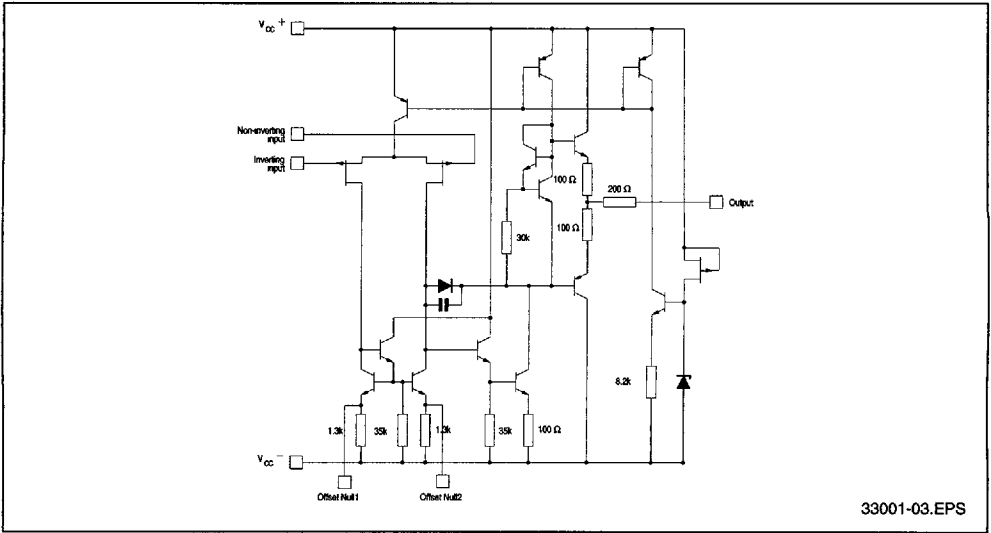 VCC +
Non-inverting
input
Inverting
input
100 Ω
200 Ω
Output
100 Ω
30k
8.2k
1.3k
35k
1.3k
35k
100 Ω
VCC −
Offset Null1
Offset Null2
33001-03.EPS